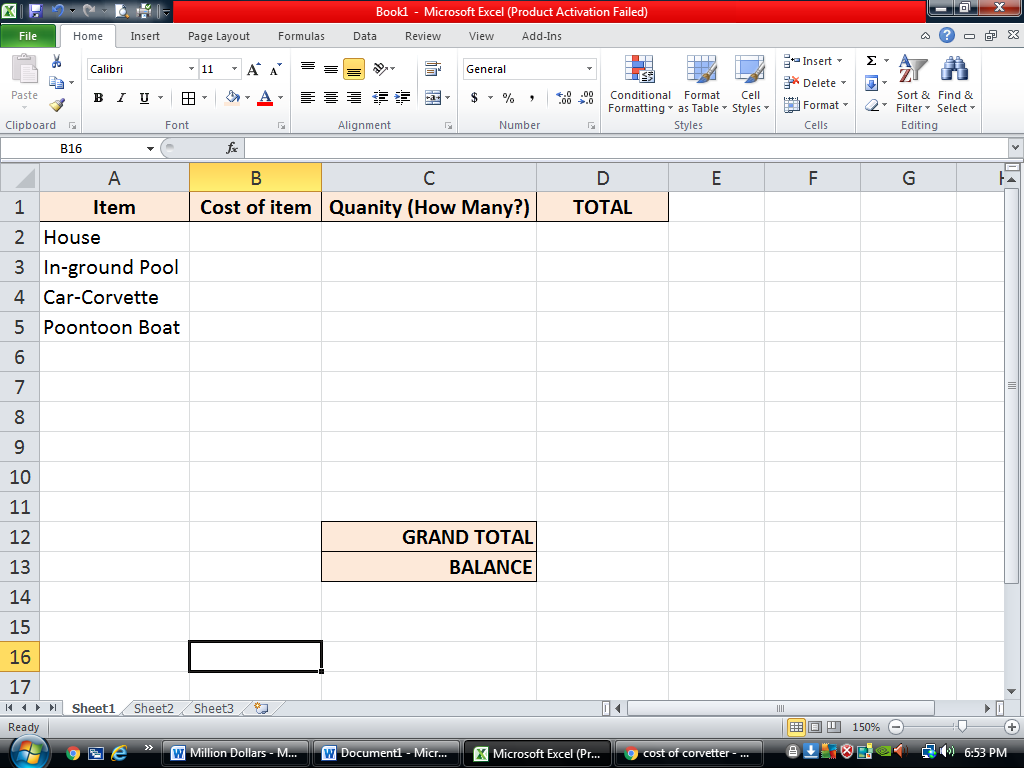 Book1 - Microsoft Excel (Product Activation Failed)
File Home Insert Page Layout Formulas Data Review View Add-Ins
Paste
Calibri 11
B I U A
General
$ % ,
Conditional Formatting
Format as Table
Cell Styles
Insert
Delete
Format
Σ
Sort & Filter
Find & Select
Clipboard Font Alignment Number Styles Cells Editing
B16 fx
A B C D E F G H
1 Item Cost of item Quanity (How Many?) TOTAL
2 House
3 In-ground Pool
4 Car-Corvette
5 Poontoon Boat
6
7
8
9
10
11
12 GRAND TOTAL
13 BALANCE
14
15
16
17
Sheet1 Sheet2 Sheet3
Ready 150%
Million Dollars - M... Document1 - Micr... Microsoft Excel (Pr... cost of corvetter - ... 6:53 PM